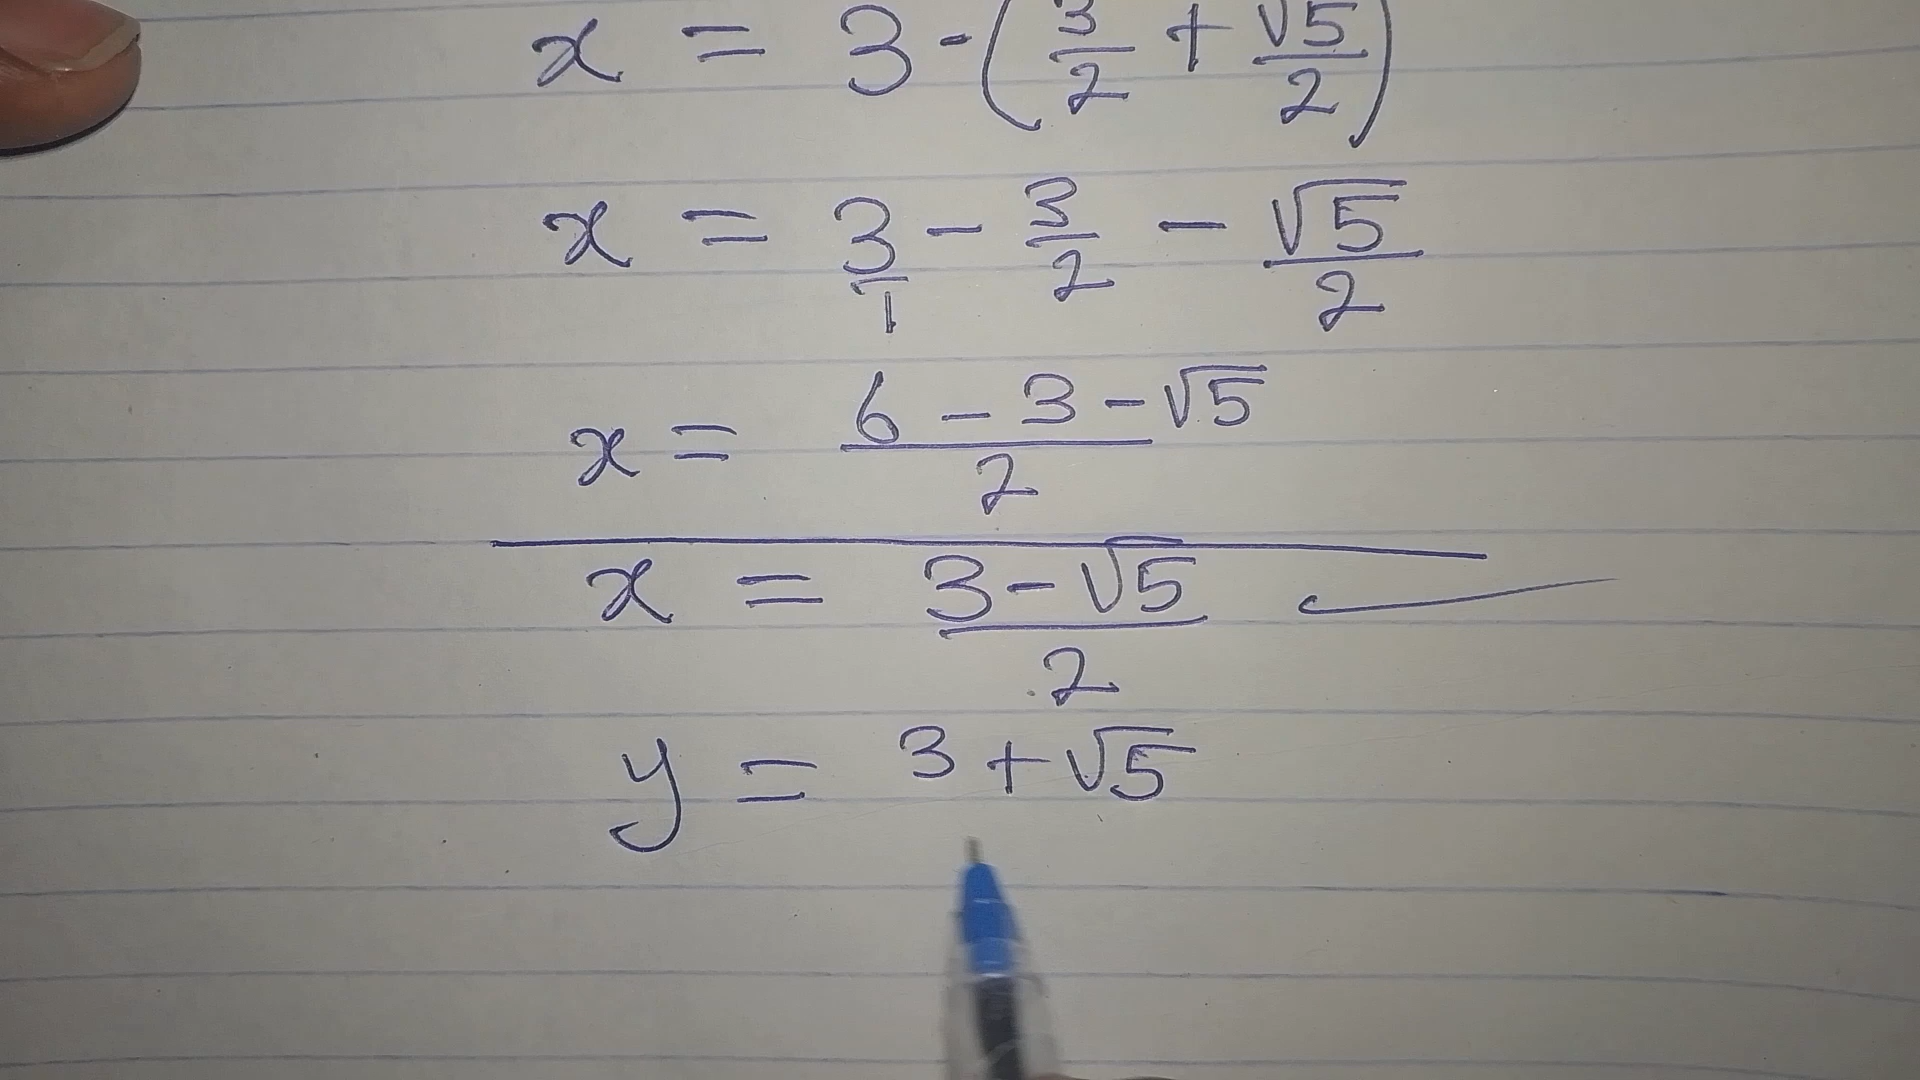 x = 3 - (3/2 + √5/2)
x = 3/1 - 3/2 - √5/2
x = (6 - 3 - √5)/2
x = (3 - √5)/2
y = 3 + √5